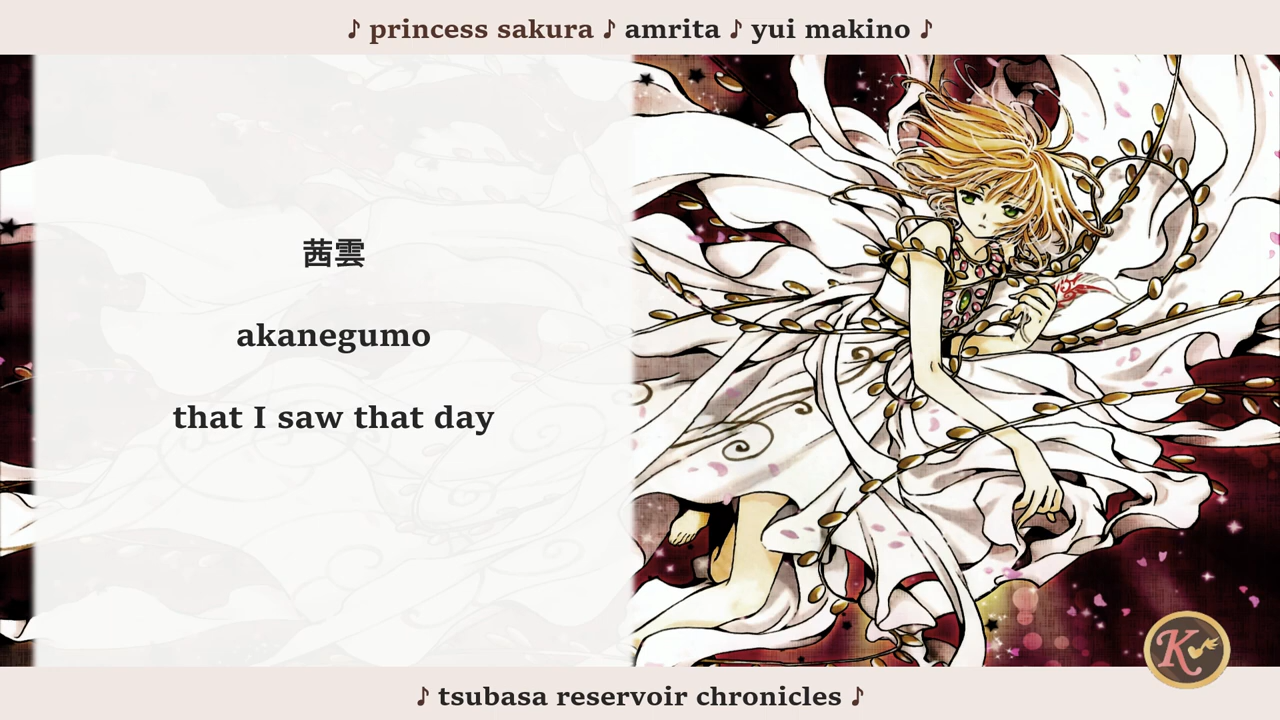 ♪ princess sakura ♪ amrita ♪ yui makino ♪
茜雲
akanegumo
that I saw that day
K
♪ tsubasa reservoir chronicles ♪